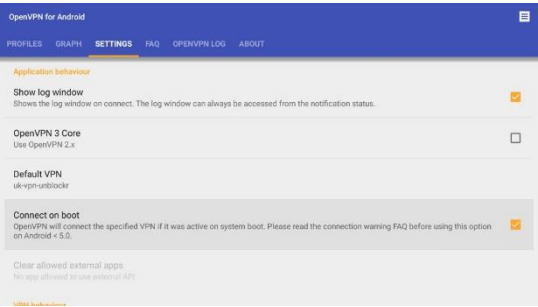 OpenVPN for Android
PROFILES GRAPH SETTINGS FAQ OPENVPN LOG ABOUT
Application behaviour
Show log window
Shows the log window on connect. The log window can always be accessed from the notification status.
OpenVPN 3 Core
Use OpenVPN 2.x
Default VPN
uk-vpn-unblockr
Connect on boot
OpenVPN will connect the specified VPN if it was active on system boot. Please read the connection warning FAQ before using this option
on Android < 5.0.
Clear allowed external apps
No app allowed to use external API
VPN behaviour